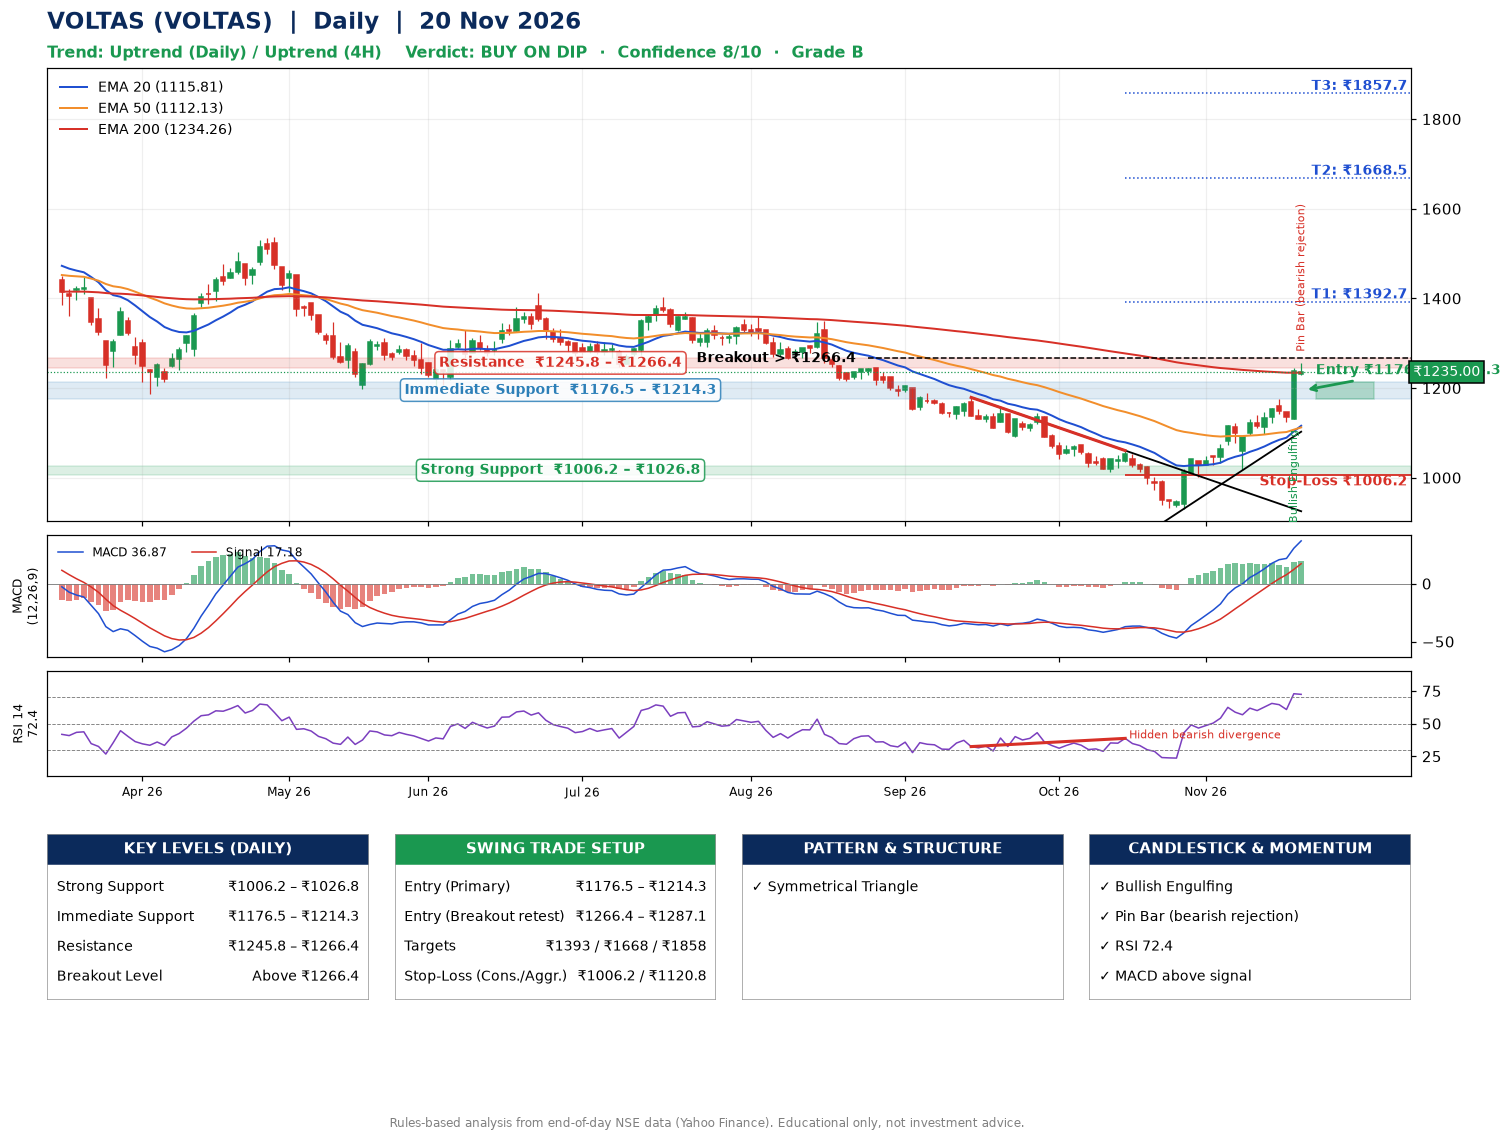 VOLTAS (VOLTAS) | Daily | 20 Nov 2026
Trend: Uptrend (Daily) / Uptrend (4H) Verdict: BUY ON DIP · Confidence 8/10 · Grade B
EMA 20 (1115.81)
EMA 50 (1112.13)
EMA 200 (1234.26)
T3: ₹1857.7
1800
T2: ₹1668.5
1600
Pin Bar (bearish rejection)
T1: ₹1392.7
1400
Breakout > ₹1266.4
Resistance ₹1245.8 – ₹1266.4
Entry ₹1176
₹1235.00
.3
Immediate Support ₹1176.5 – ₹1214.3
1200
Strong Support ₹1006.2 – ₹1026.8
1000
Stop-Loss ₹1006.2
Bullish Engulfing
MACD 36.87
Signal 17.18
MACD
(12,26,9)
0
−50
RSI 14
72.4
75
50
25
Hidden bearish divergence
Apr 26
May 26
Jun 26
Jul 26
Aug 26
Sep 26
Oct 26
Nov 26
KEY LEVELS (DAILY)
Strong Support ₹1006.2 – ₹1026.8
Immediate Support ₹1176.5 – ₹1214.3
Resistance ₹1245.8 – ₹1266.4
Breakout Level Above ₹1266.4
SWING TRADE SETUP
Entry (Primary) ₹1176.5 – ₹1214.3
Entry (Breakout retest) ₹1266.4 – ₹1287.1
Targets ₹1393 / ₹1668 / ₹1858
Stop-Loss (Cons./Aggr.) ₹1006.2 / ₹1120.8
PATTERN & STRUCTURE
✓ Symmetrical Triangle
CANDLESTICK & MOMENTUM
✓ Bullish Engulfing
✓ Pin Bar (bearish rejection)
✓ RSI 72.4
✓ MACD above signal
Rules-based analysis from end-of-day NSE data (Yahoo Finance). Educational only, not investment advice.